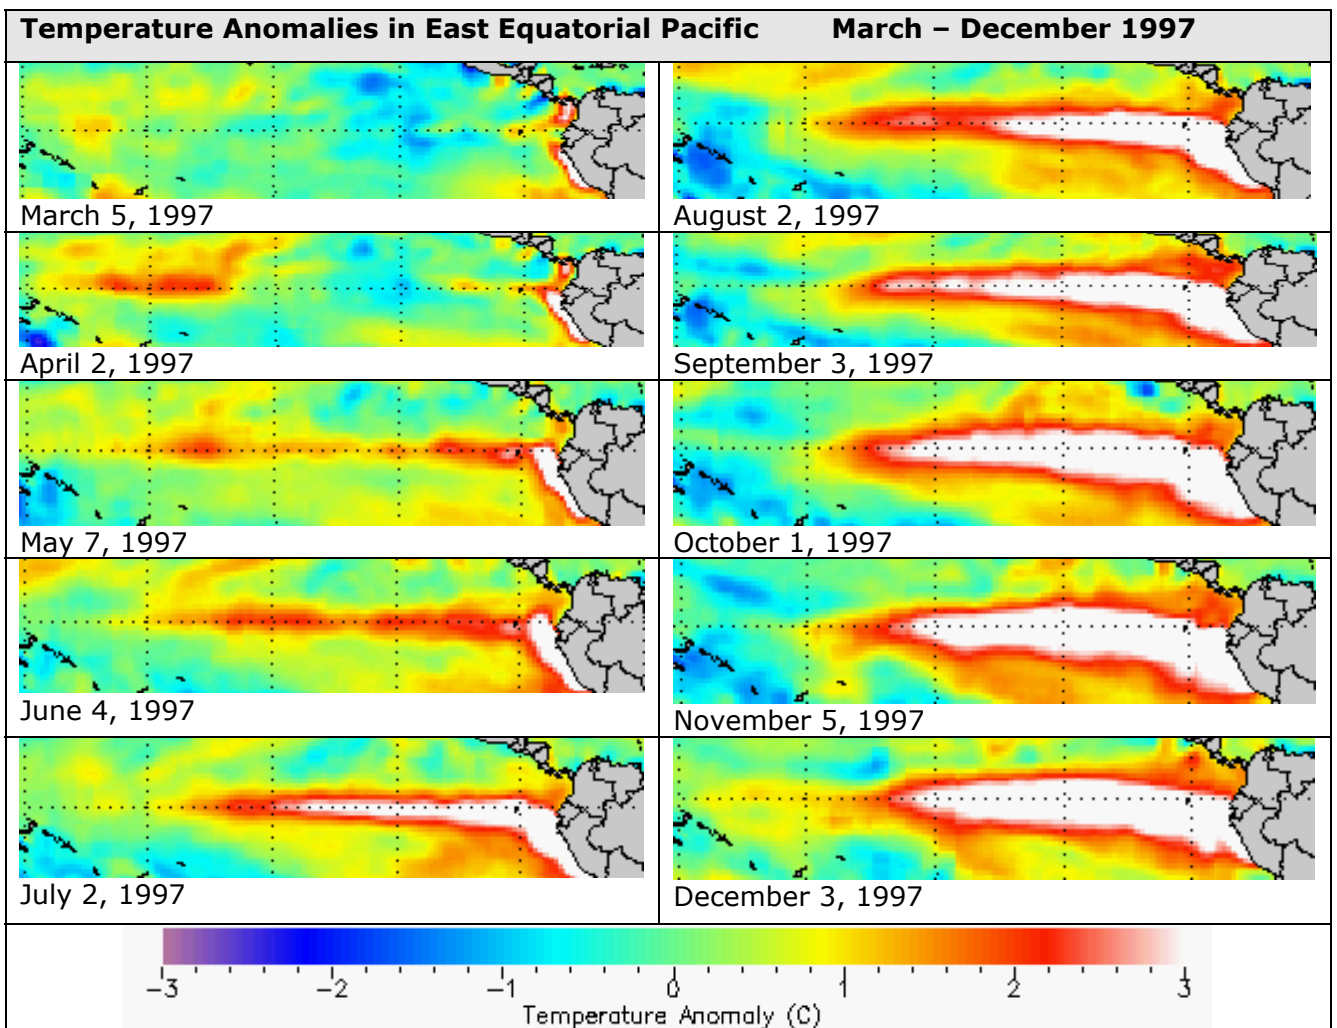 Temperature Anomalies in East Equatorial Pacific March – December 1997
March 5, 1997
August 2, 1997
April 2, 1997
September 3, 1997
May 7, 1997
October 1, 1997
June 4, 1997
November 5, 1997
July 2, 1997
December 3, 1997
−3 −2 −1 0 1 2 3
Temperature Anomaly (C)